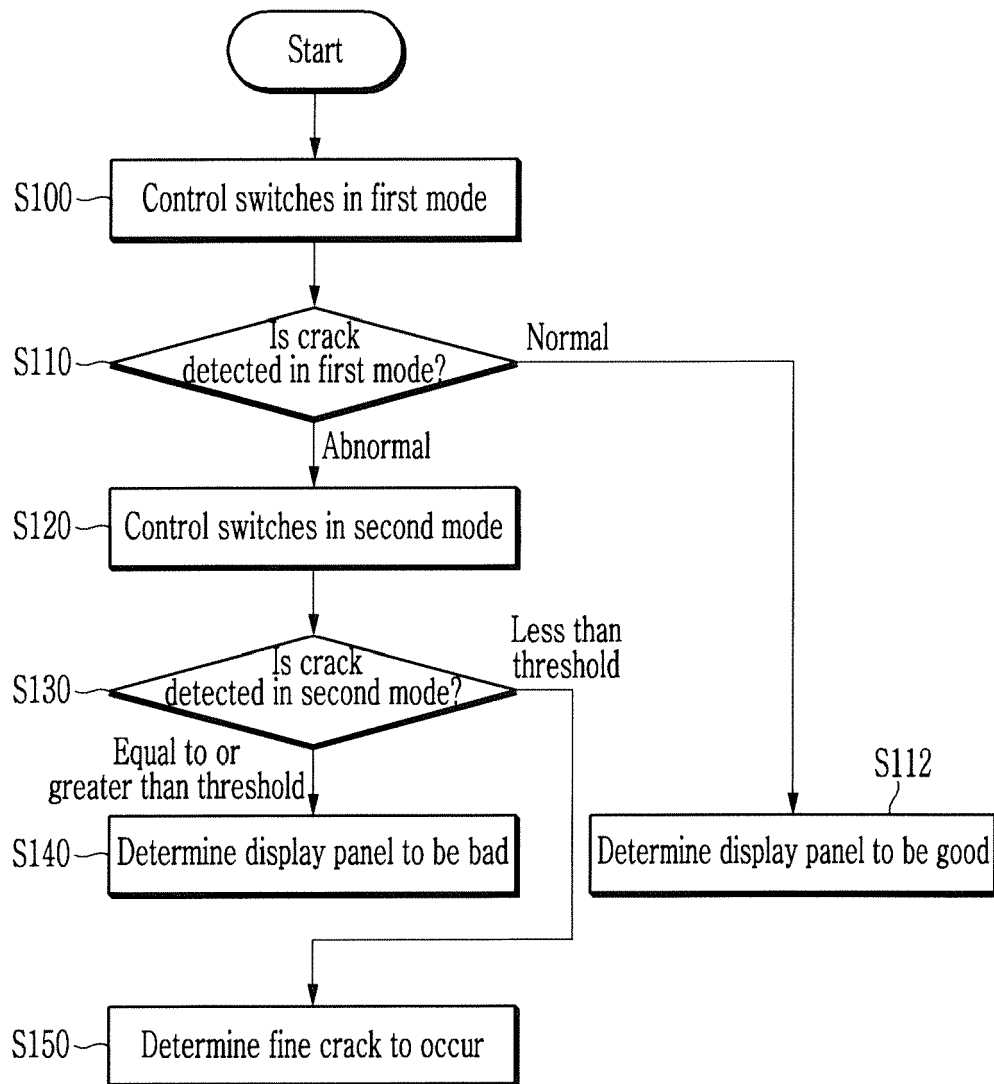 Start
S100
Control switches in first mode
S110
Is crack
detected in first mode?
Normal
Abnormal
S120
Control switches in second mode
S130
Is crack
detected in second mode?
Less than
threshold
Equal to or
greater than threshold
S140
Determine display panel to be bad
S112
Determine display panel to be good
S150
Determine fine crack to occur